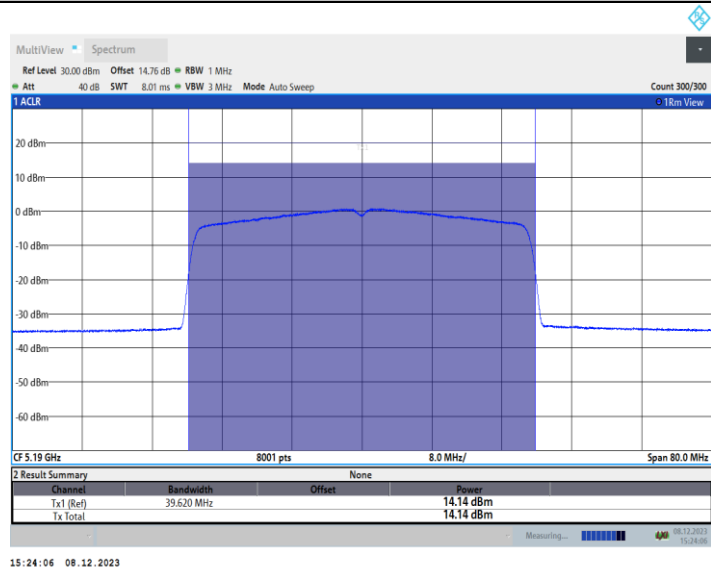 MultiView Spectrum
Ref Level 30.00 dBm Offset 14.76 dB RBW 1 MHz
Att 40 dB SWT 8.01 ms VBW 3 MHz Mode Auto Sweep Count 300/300
1 ACLR 1Rm View
20 dBm
10 dBm
0 dBm
-10 dBm
-20 dBm
-30 dBm
-40 dBm
-50 dBm
-60 dBm
CF 5.19 GHz 8001 pts 8.0 MHz/ Span 80.0 MHz
2 Result Summary None
Channel Bandwidth Offset Power
Tx1 (Ref) 39.620 MHz 14.14 dBm
Tx Total 14.14 dBm
Measuring... 08.12.2023
15:24:06
15:24:06 08.12.2023